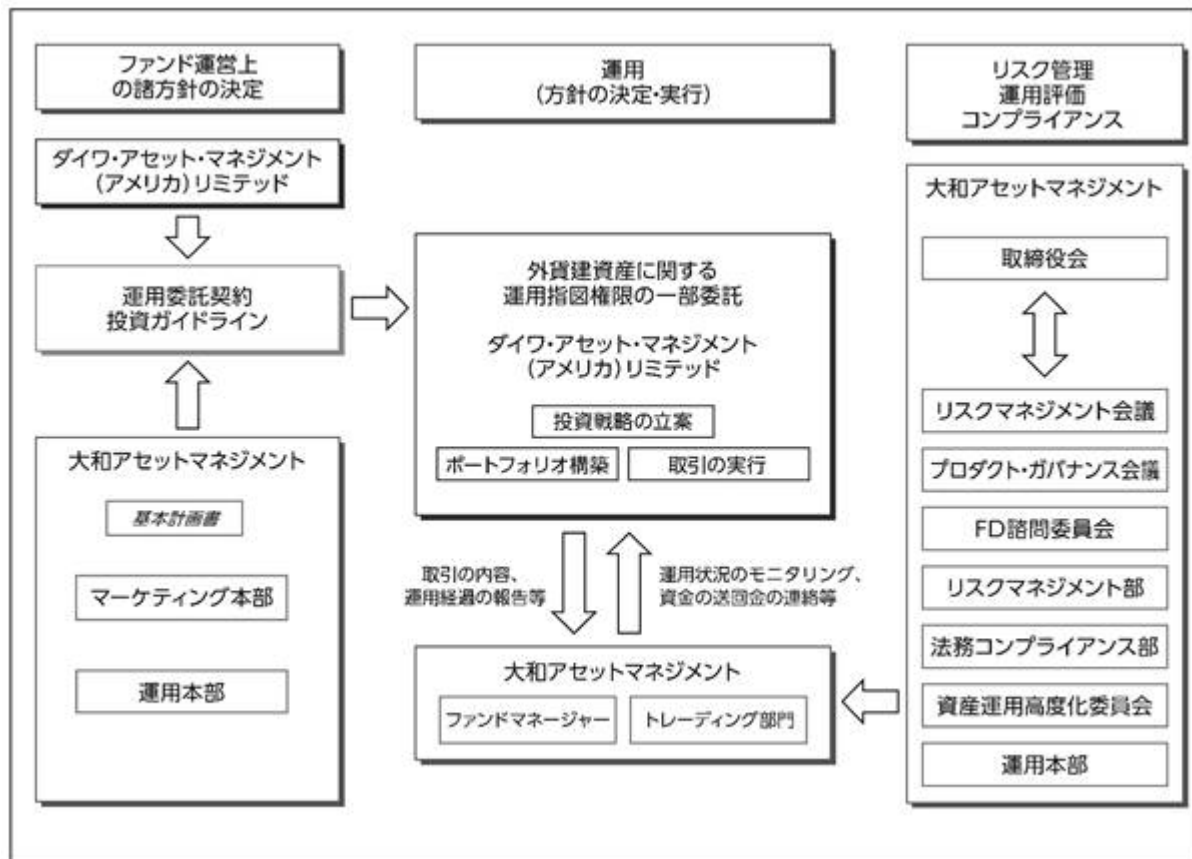 ファンド運営上
の諸方針の決定
ダイワ・アセット・マネジメント
(アメリカ)リミテッド
運用委託契約
投資ガイドライン
大和アセットマネジメント
基本計画書
マーケティング本部
運用本部
運用
(方針の決定・実行)
外貨建資産に関する
運用指図権限の一部委託
ダイワ・アセット・マネジメント
(アメリカ)リミテッド
投資戦略の立案
ポートフォリオ構築
取引の実行
取引の内容、
運用経過の報告等
運用状況のモニタリング、
資金の送回金の連絡等
大和アセットマネジメント
ファンドマネージャー
トレーディング部門
リスク管理
運用評価
コンプライアンス
大和アセットマネジメント
取締役会
リスクマネジメント会議
プロダクト・ガバナンス会議
FD諮問委員会
リスクマネジメント部
法務コンプライアンス部
資産運用高度化委員会
運用本部